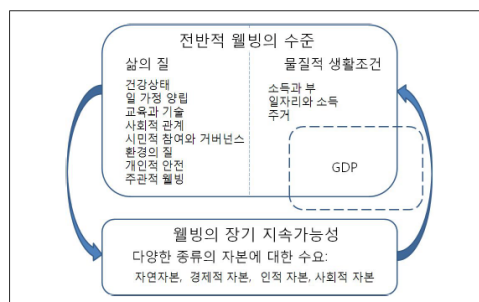 전반적 웰빙의 수준
삶의 질
건강상태
일 가정 양립
교육과 기술
사회적 관계
시민적 참여와 거버넌스
환경의 질
개인적 안전
주관적 웰빙
물질적 생활조건
소득과 부
일자리와 소득
주거
GDP
웰빙의 장기 지속가능성
다양한 종류의 자본에 대한 수요:
자연자본, 경제적 자본, 인적 자본, 사회적 자본